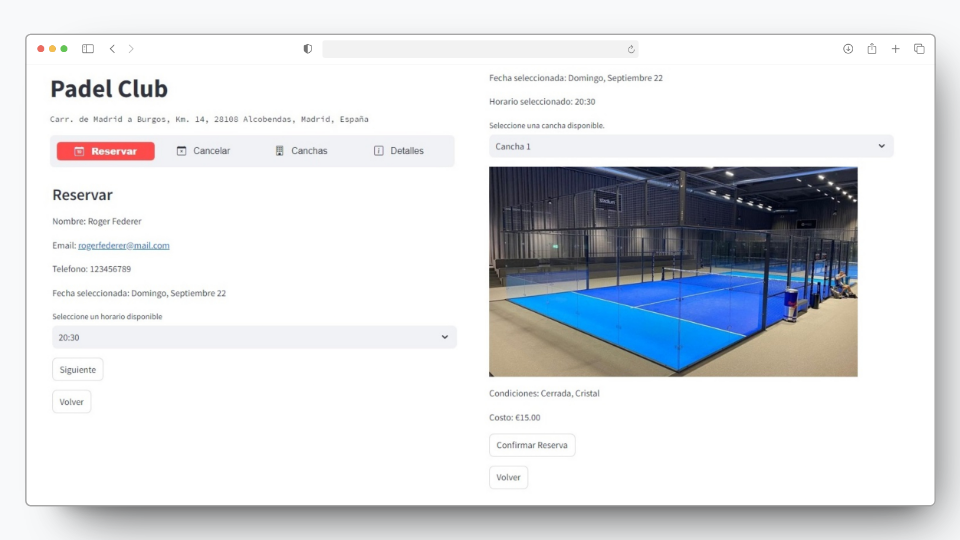 Padel Club
Carr. de Madrid a Burgos, Km. 14, 28108 Alcobendas, Madrid, España
Reservar
Cancelar
Canchas
Detalles
Reservar
Nombre: Roger Federer
Email: rogerfederer@mail.com
Telefono: 123456789
Fecha seleccionada: Domingo, Septiembre 22
Seleccione un horario disponible
20:30
Siguiente
Volver
Fecha seleccionada: Domingo, Septiembre 22
Horario seleccionado: 20:30
Seleccione una cancha disponible.
Cancha 1
Condiciones: Cerrada, Cristal
Costo: €15.00
Confirmar Reserva
Volver